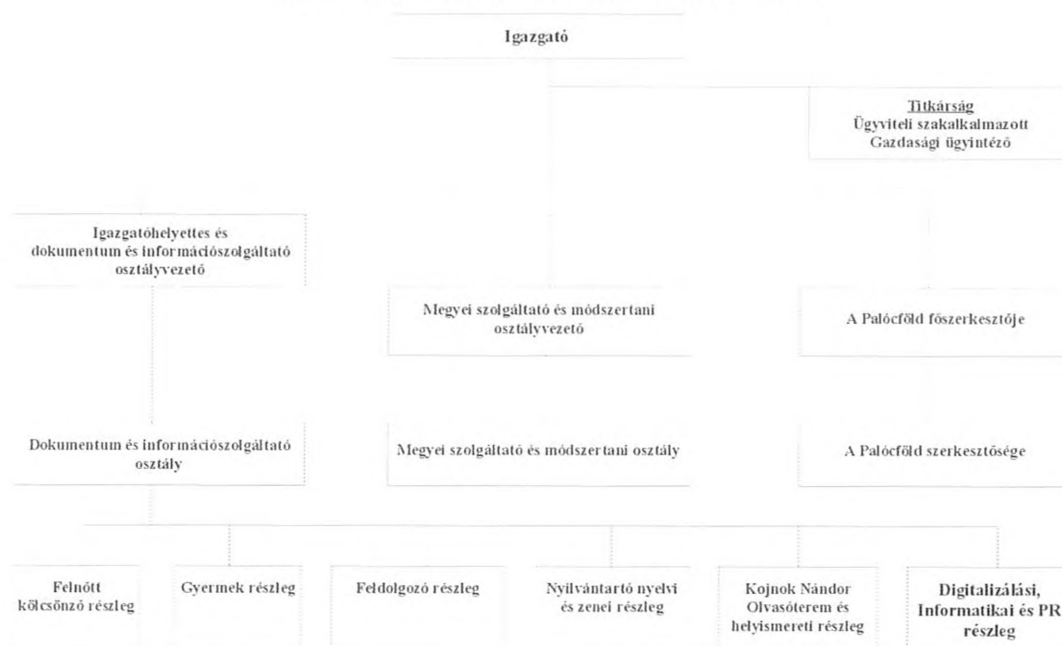 Igazgató
Titkárság
Ügyviteli szakalkalmazott
Gazdasági ügyintéző
Igazgatóhelyettes és
dokumentum és információszolgáltató
osztályvezető
Megyei szolgáltató és módszertani
osztályvezető
A Palócföld főszerkesztője
Dokumentum és információszolgáltató
osztály
Megyei szolgáltató és módszertani osztály
A Palócföld szerkesztősége
Felnőtt
kölcsönző részleg
Gyermek részleg
Feldolgozó részleg
Nyilvántartó nyelvi
és zenei részleg
Kojnok Nándor
Olvasóterem és
helyismereti részleg
Digitalizálási,
Informatikai és PR
részleg